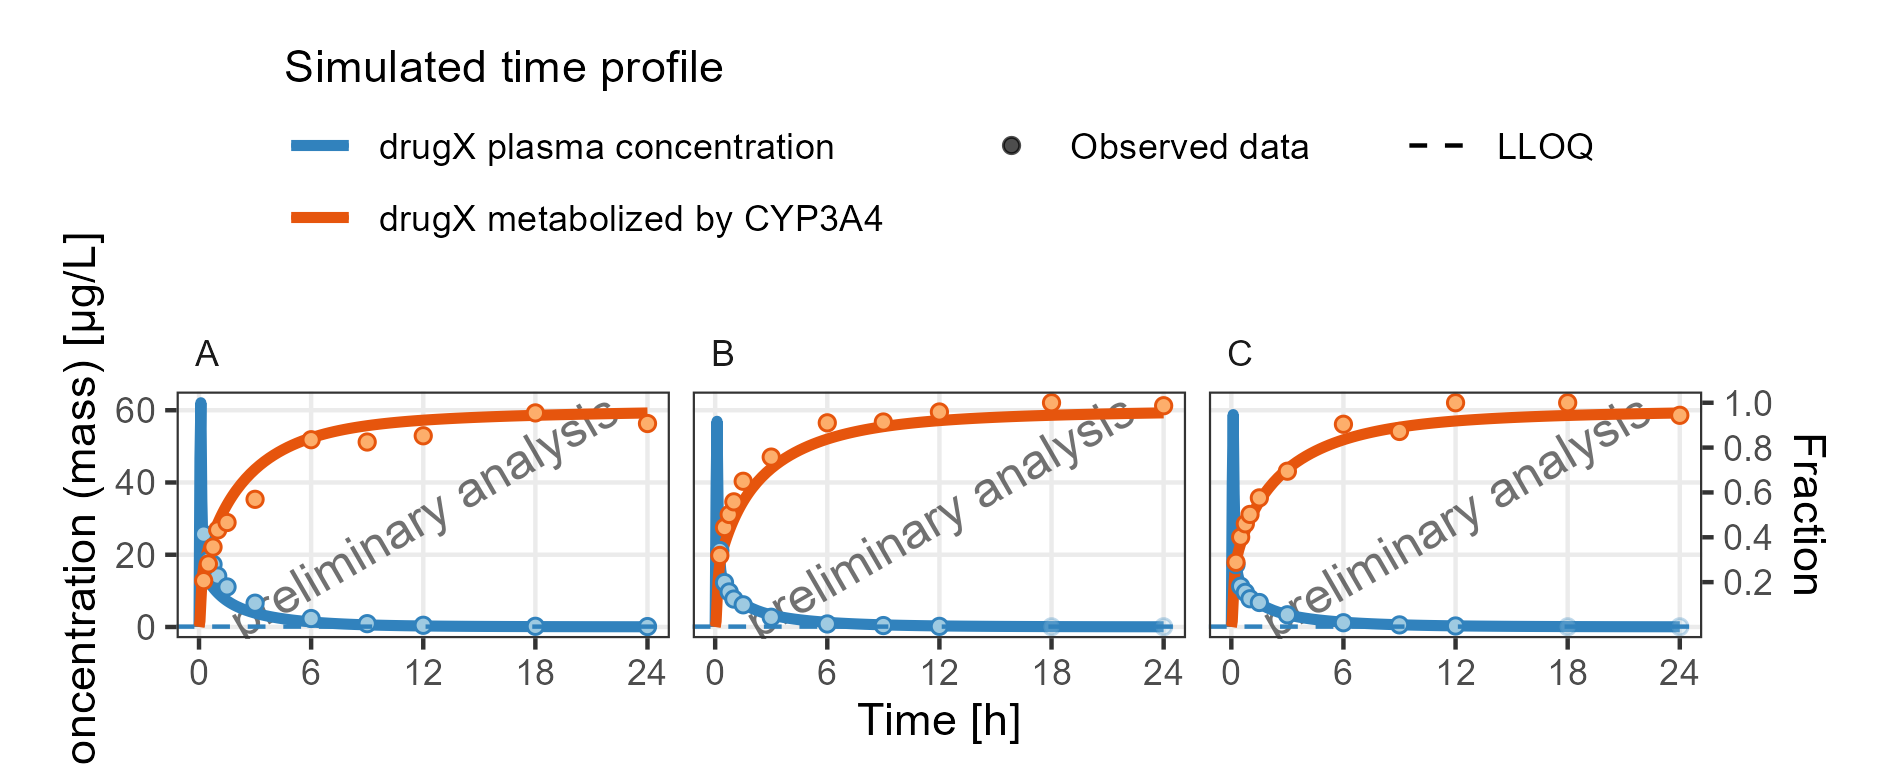 Simulated time profile
drugX plasma concentration
Observed data
LLOQ
drugX metabolized by CYP3A4
oncentration (mass) [µg/L]
A
B
C
60
40
20
0
preliminary analysis
preliminary analysis
preliminary analysis
1.0
0.8
0.6
0.4
0.2
Fraction
0 6 12 18 24
0 6 12 18 24
0 6 12 18 24
Time [h]